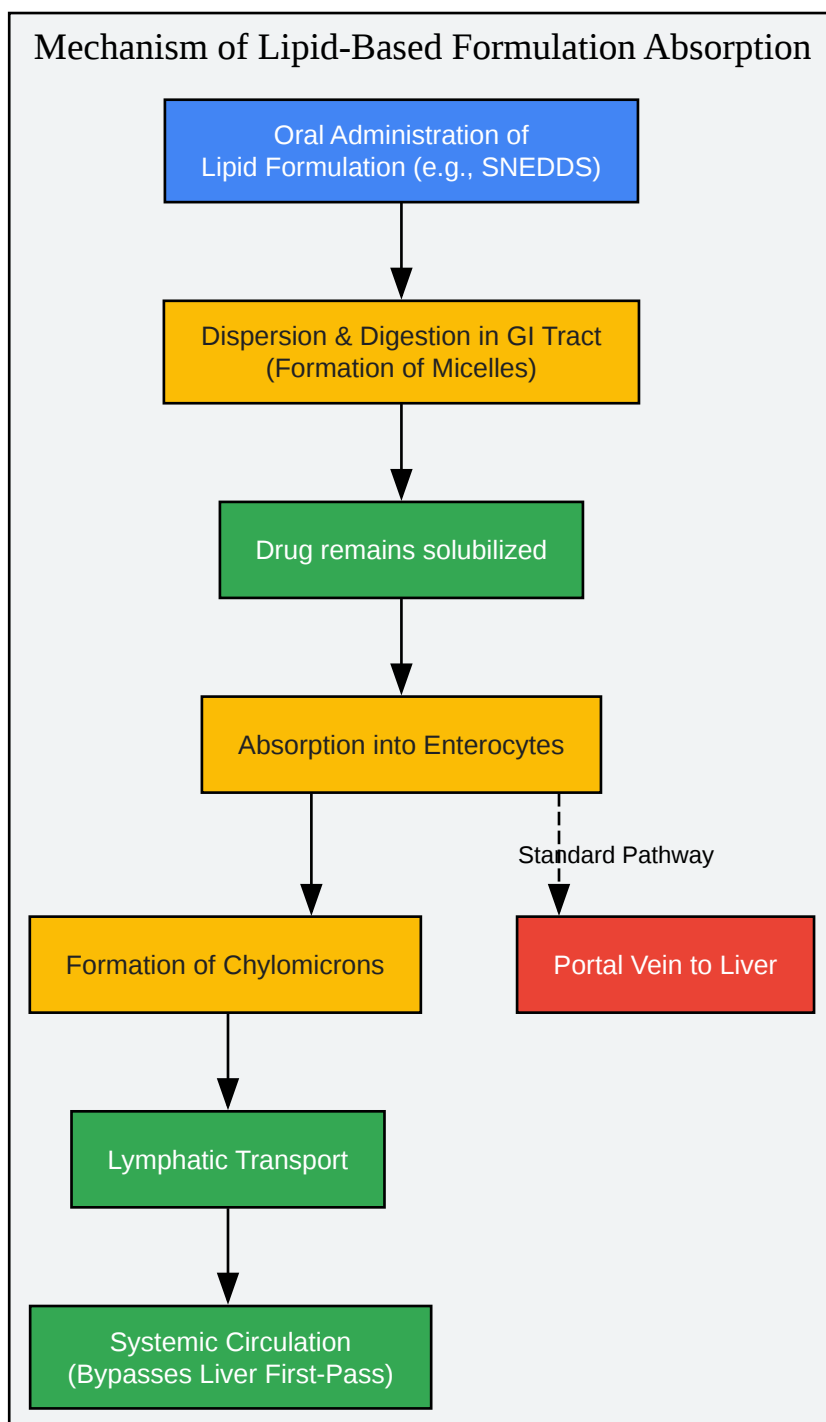 Mechanism of Lipid-Based Formulation Absorption
Oral Administration of
Lipid Formulation (e.g., SNEDDS)
Dispersion & Digestion in GI Tract
(Formation of Micelles)
Drug remains solubilized
Absorption into Enterocytes
Standard Pathway
Formation of Chylomicrons
Portal Vein to Liver
Lymphatic Transport
Systemic Circulation
(Bypasses Liver First-Pass)